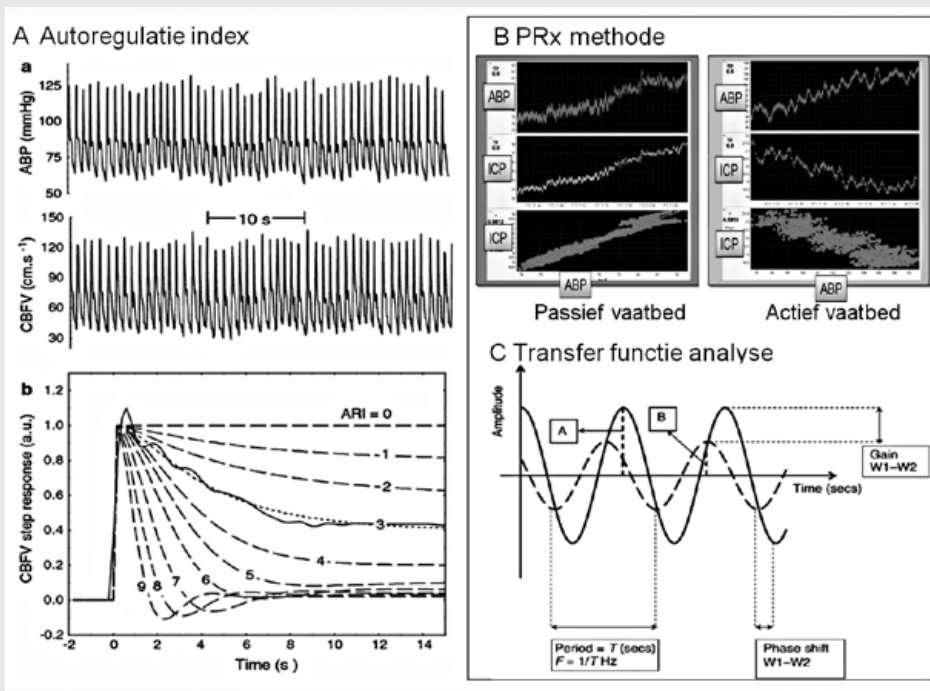 A Autoregulatie index
a
ABP (mmHg)
125
100
75
50
10 s
CBFV (cm.s⁻¹)
150
120
90
60
30
b
CBFV step response (a.u.)
1.2
1.0
0.8
0.6
0.4
0.2
0.0
-0.2
ARI = 0
1
2
3
4
5
6
7
8
9
-2 0 2 4 6 8 10 12 14
Time (s )
B PRx methode
ABP
ICP
ICP
ABP
Passief vaatbed
ABP
ICP
ICP
ABP
Actief vaatbed
C Transfer functie analyse
Amplitude
A
B
Time (secs)
Gain
W1–W2
Period = T (secs)
F = 1/T Hz
Phase shift
W1–W2